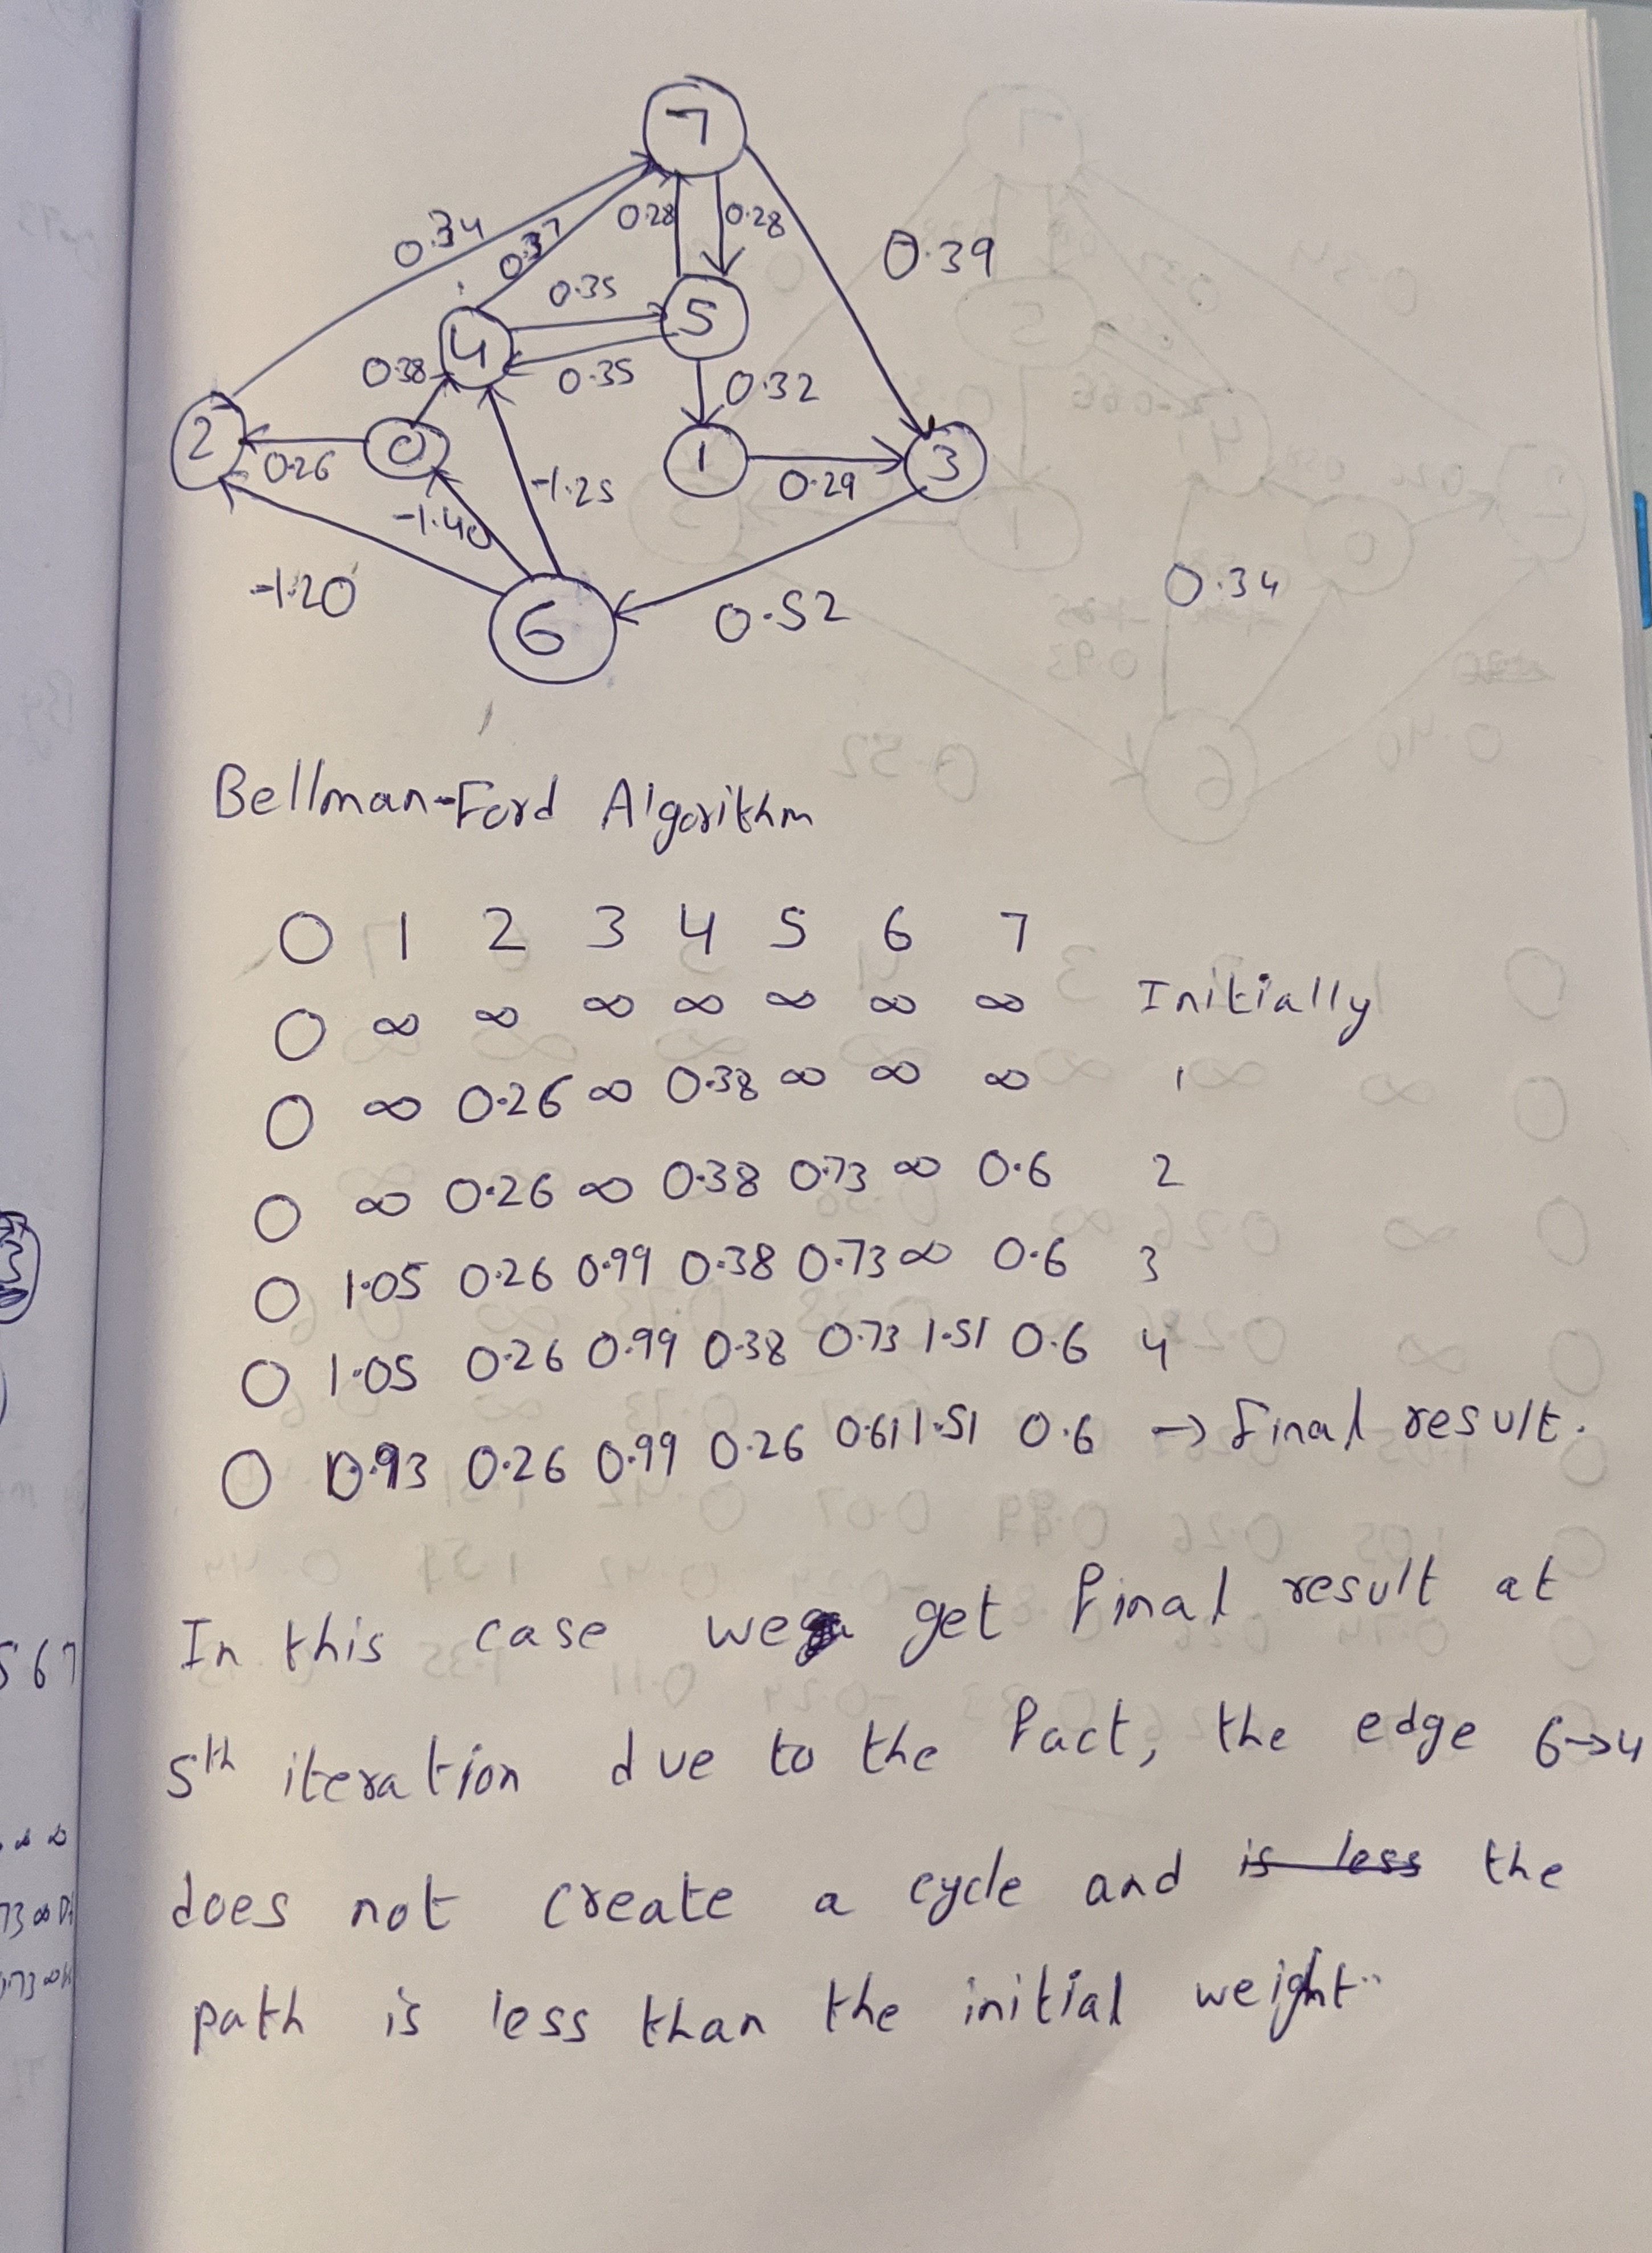 7
0.34
0.37
0.28
0.28
0.39
0.35
5
4
0.38
0.35
0.32
2
0
0.26
1
3
0.29
-1.25
-1.40
-1.20
0.34
6
0.52
Bellman-Ford Algorithm
0 1 2 3 4 5 6 7
0 ∞ ∞ ∞ ∞ ∞ ∞ ∞ Initially
0 ∞ 0.26 ∞ 0.38 ∞ ∞ ∞ 1
0 ∞ 0.26 ∞ 0.38 0.73 ∞ 0.6 2
0 1.05 0.26 0.99 0.38 0.73 ∞ 0.6 3
0 1.05 0.26 0.99 0.38 0.73 1.51 0.6 4
0 0.93 0.26 0.99 0.26 0.61 1.51 0.6 → Final result.
In this case we get final result at
5th iteration due to the fact, the edge 6→4
does not create a cycle and is less the
path is less than the initial weight.
5 6 7